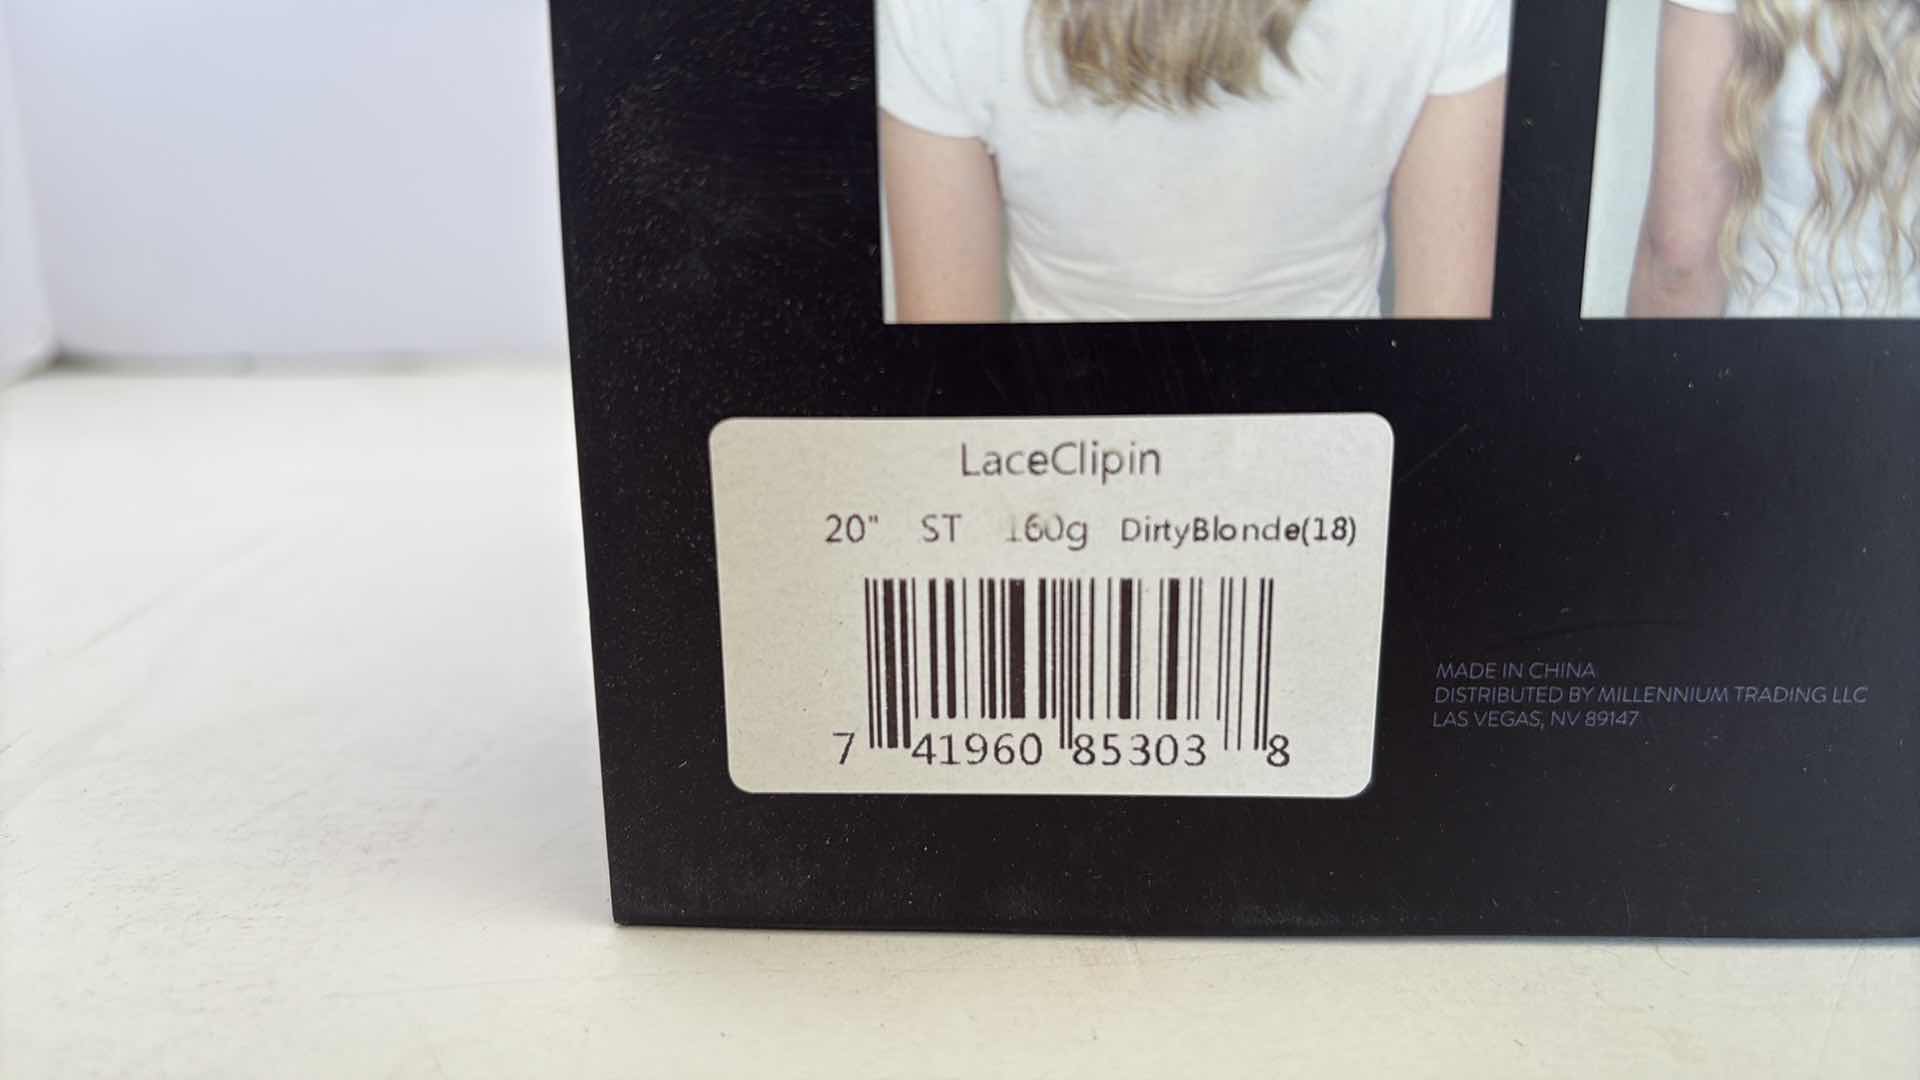 LaceClipin
20" ST 160g DirtyBlonde(18)
7 41960 85303 8
MADE IN CHINA
DISTRIBUTED BY MILLENNIUM TRADING LLC
LAS VEGAS, NV 89147